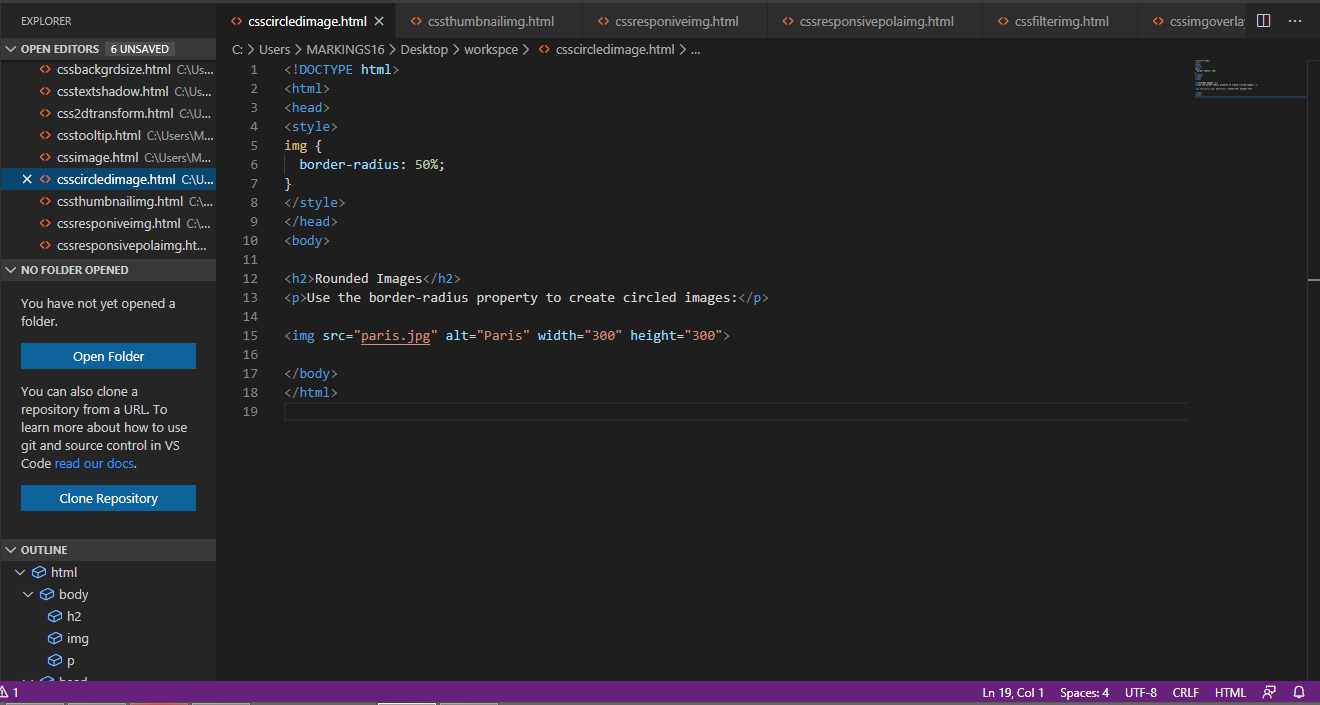 EXPLORER
OPEN EDITORS 6 UNSAVED
cssbackgrdsize.html C:\Us...
csstextshadow.html C:\Us...
css2dtransform.html C:\U...
csstooltip.html C:\Users\M...
cssimage.html C:\Users\M...
csscircledimage.html C:\U...
cssthumbnailimg.html C:\...
cssresponiveimg.html C:\...
cssresponsivepolaimg.ht...
NO FOLDER OPENED
You have not yet opened a
folder.
Open Folder
You can also clone a
repository from a URL. To
learn more about how to use
git and source control in VS
Code read our docs.
Clone Repository
OUTLINE
html
body
h2
img
p
head
csscircledimage.html cssthumbnailimg.html cssresponiveimg.html cssresponsivepolaimg.html cssfilterimg.html cssimgoverla
C: > Users > MARKINGS16 > Desktop > workspce > csscircledimage.html > ...
1 <!DOCTYPE html>
2 <html>
3 <head>
4 <style>
5 img {
6 border-radius: 50%;
7 }
8 </style>
9 </head>
10 <body>
11
12 <h2>Rounded Images</h2>
13 <p>Use the border-radius property to create circled images:</p>
14
15 <img src="paris.jpg" alt="Paris" width="300" height="300">
16
17 </body>
18 </html>
19
1 Ln 19, Col 1 Spaces: 4 UTF-8 CRLF HTML